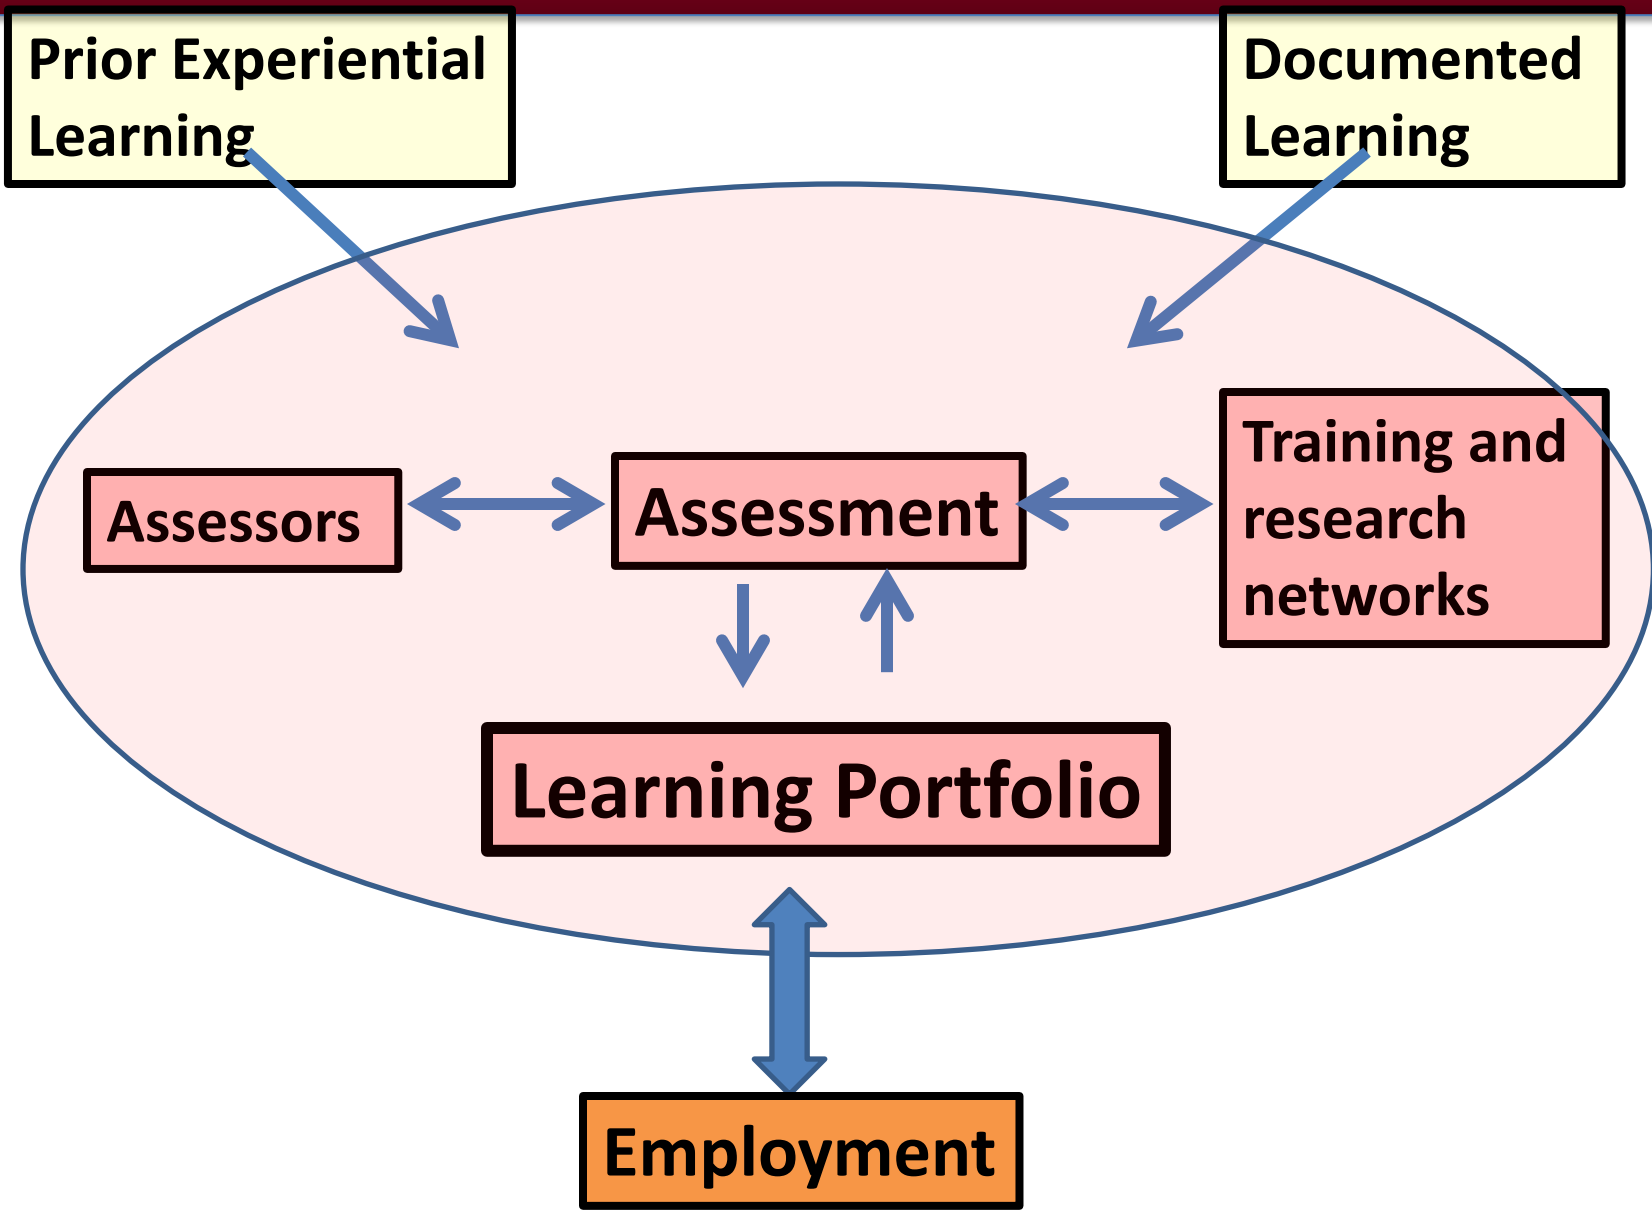 Prior Experiential
Learning
Documented
Learning
Assessors
Assessment
Training and
research
networks
Learning Portfolio
Employment